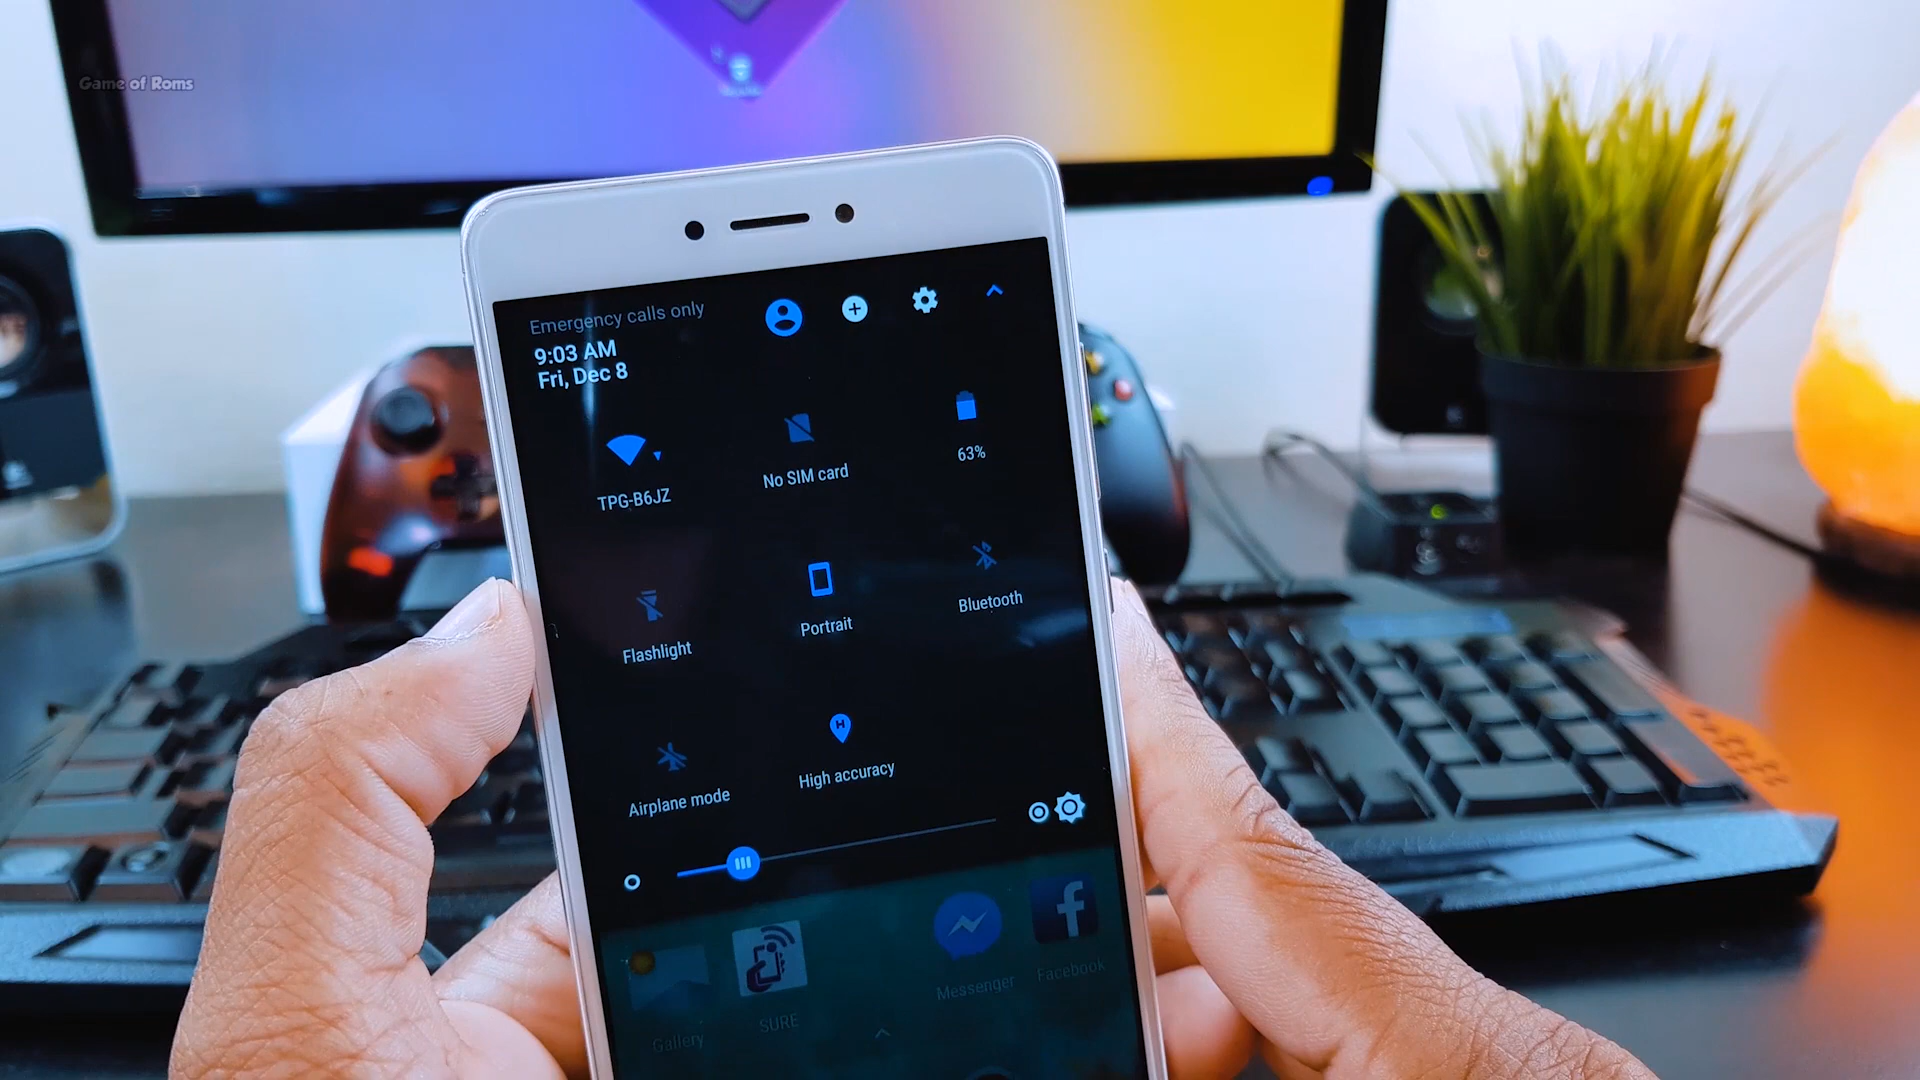 Game of Roms
Emergency calls only
9:03 AM
Fri, Dec 8
TPG-B6JZ
No SIM card
63%
Flashlight
Portrait
Bluetooth
Airplane mode
High accuracy
Gallery
SURE
Messenger
Facebook